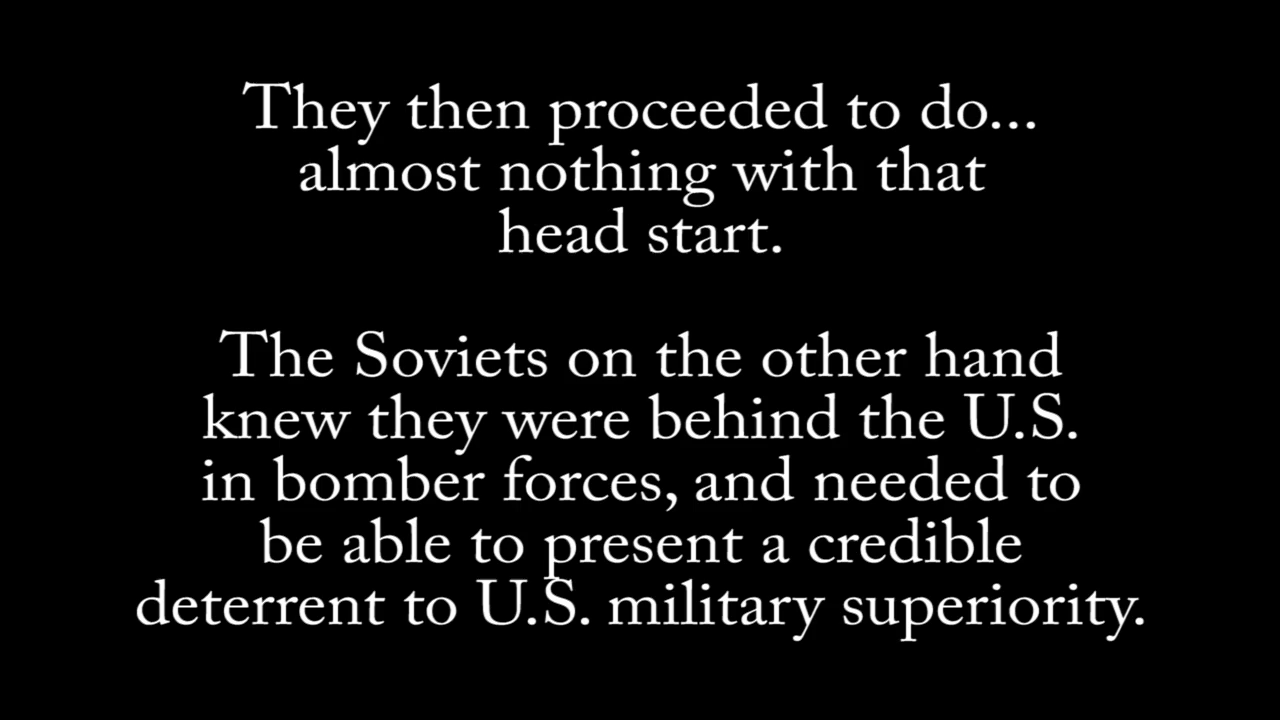 They then proceeded to do...
almost nothing with that
head start.
The Soviets on the other hand
knew they were behind the U.S.
in bomber forces, and needed to
be able to present a credible
deterrent to U.S. military superiority.